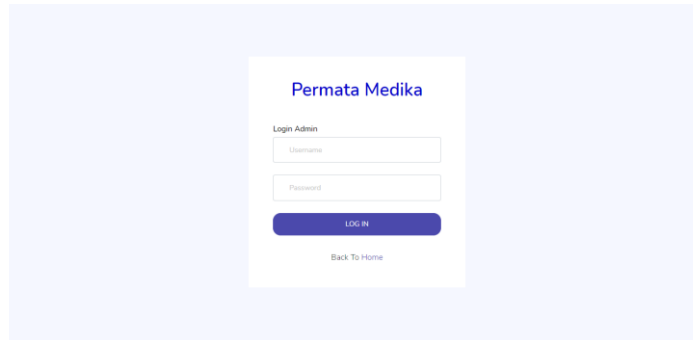 Permata Medika
Login Admin
Username
Password
LOG IN
Back To Home